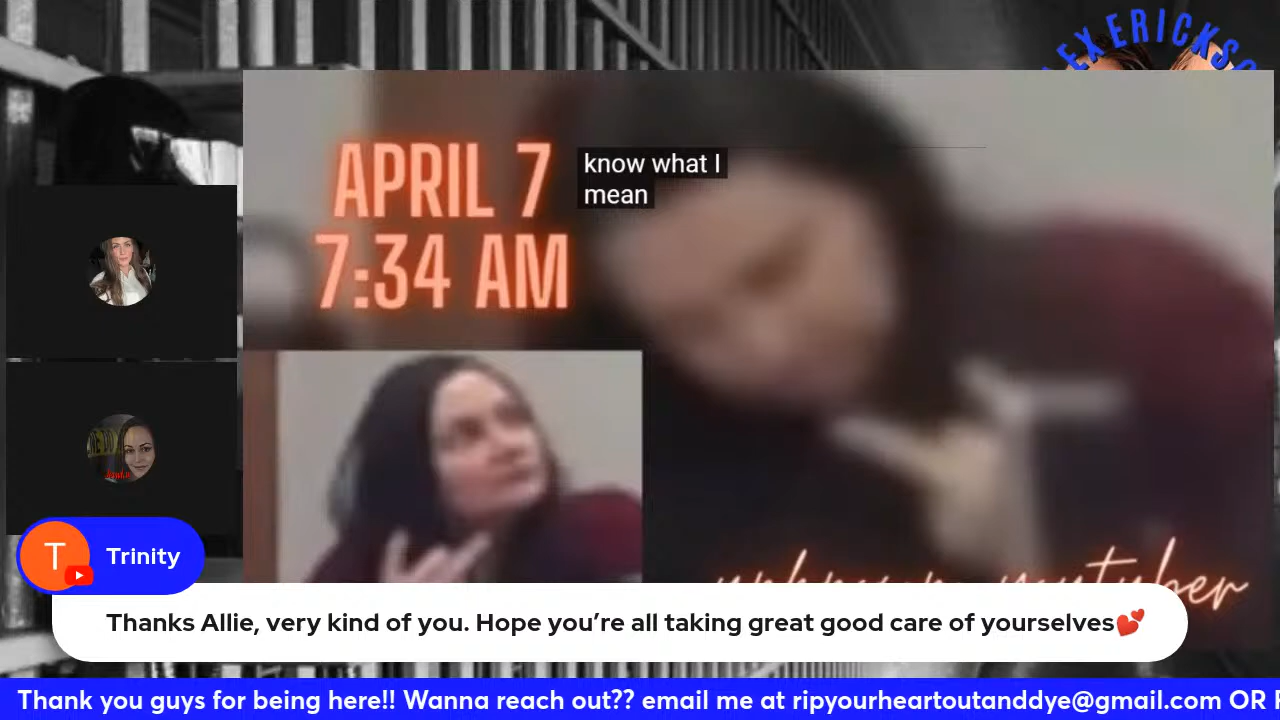 EX ERICKSO
APRIL 7
7:34 AM
know what I
mean
Trinity
Thanks Allie, very kind of you. Hope you’re all taking great good care of yourselves💕
Thank you guys for being here!! Wanna reach out?? email me at ripyourheartoutanddye@gmail.com OR